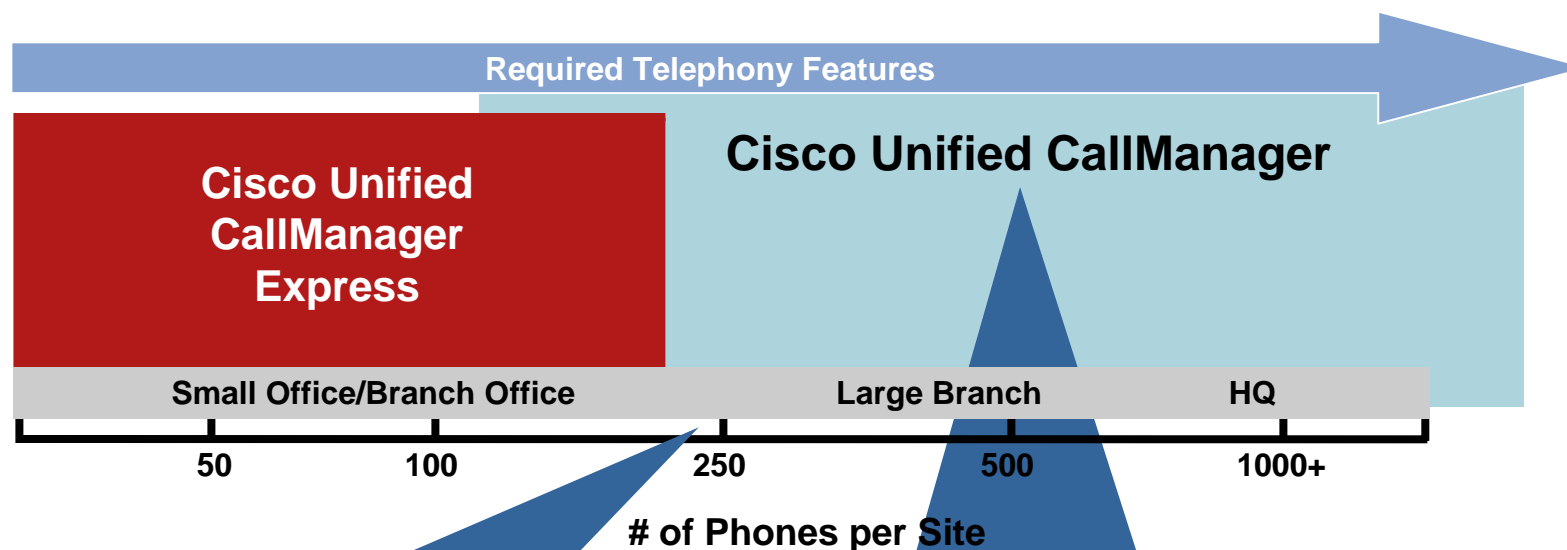 Required Telephony Features
Cisco Unified
CallManager
Express
Cisco Unified CallManager
Small Office/Branch Office
Large Branch
HQ
50
100
250
500
1000+
# of Phones per Site